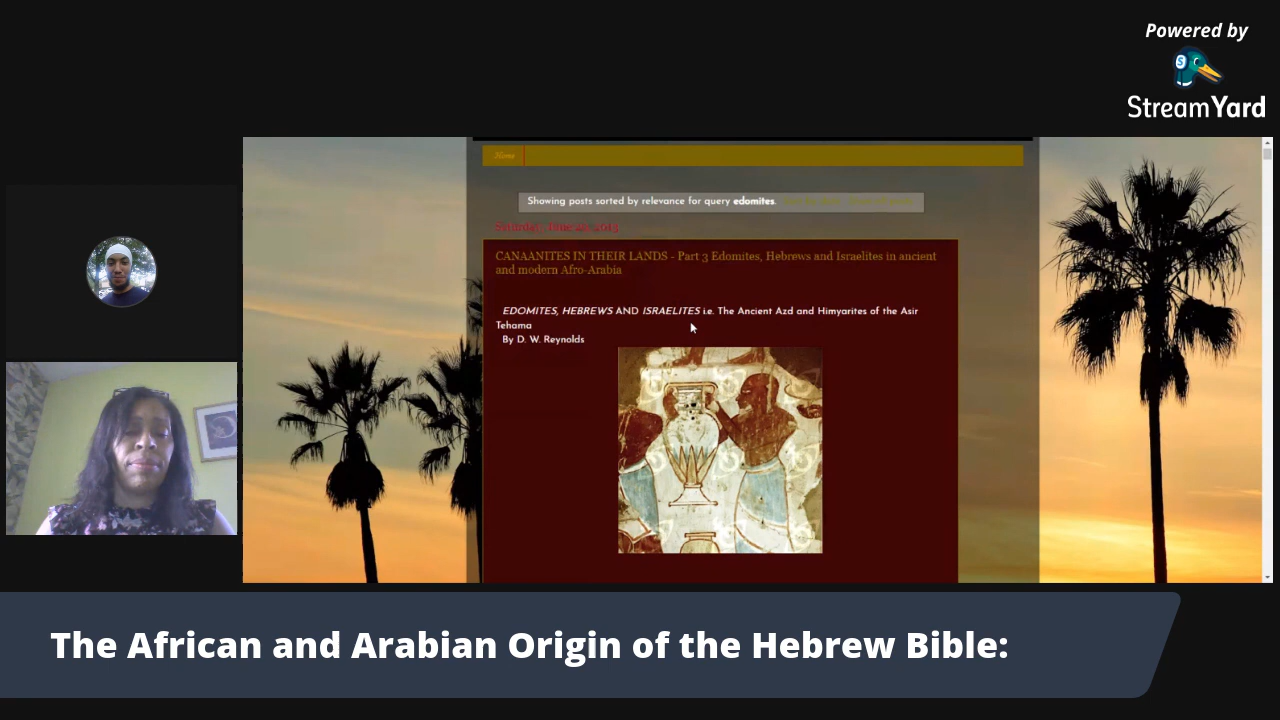 Powered by
StreamYard
Home
Showing posts sorted by relevance for query edomites.
CANAANITES IN THEIR LANDS - Part 3 Edomites, Hebrews and Israelites in ancient
and modern Afro-Arabia
EDOMITES, HEBREWS AND ISRAELITES i.e. The Ancient Azd and Himyarites of the Asir
Tehama
By D. W. Reynolds
The African and Arabian Origin of the Hebrew Bible: